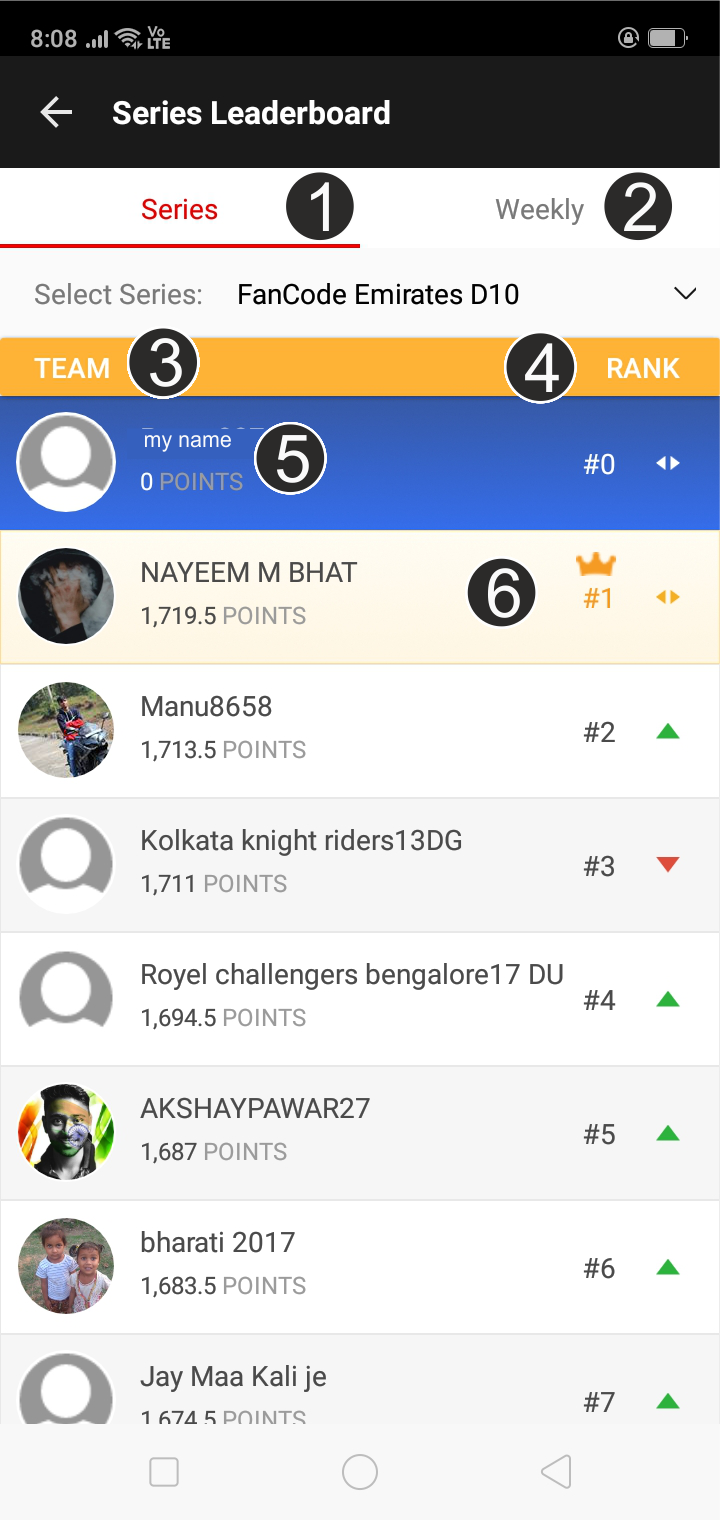 8:08 Vo LTE
Series Leaderboard
Series 1 Weekly 2
Select Series: FanCode Emirates D10
TEAM 3 4 RANK
my name 5
0 POINTS
#0
NAYEEM M BHAT
1,719.5 POINTS
6 #1
Manu8658
1,713.5 POINTS
#2
Kolkata knight riders13DG
1,711 POINTS
#3
Royel challengers bengalore17 DU
1,694.5 POINTS
#4
AKSHAYPAWAR27
1,687 POINTS
#5
bharati 2017
1,683.5 POINTS
#6
Jay Maa Kali je
1,674.5 POINTS
#7